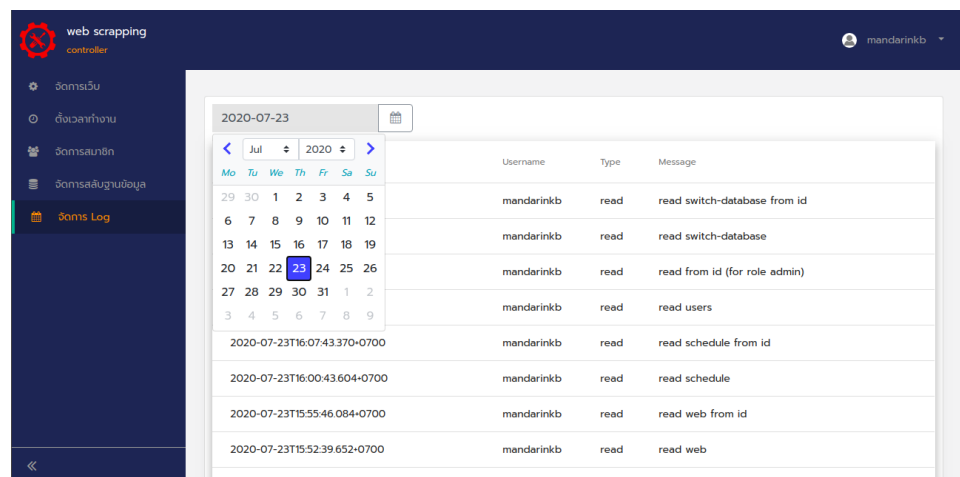 web scrapping
controller
mandarinkb
จัดการเว็บ
ตั้งเวลาทำงาน
จัดการสมาชิก
จัดการสลับฐานข้อมูล
จัดการ Log
2020-07-23
Jul 2020
Mo Tu We Th Fr Sa Su
29 30 1 2 3 4 5
6 7 8 9 10 11 12
13 14 15 16 17 18 19
20 21 22 23 24 25 26
27 28 29 30 31 1 2
3 4 5 6 7 8 9
Username Type Message
mandarinkb read read switch-database from id
mandarinkb read read switch-database
mandarinkb read read from id (for role admin)
mandarinkb read read users
2020-07-23T16:07:43.370+0700 mandarinkb read read schedule from id
2020-07-23T16:00:43.604+0700 mandarinkb read read schedule
2020-07-23T15:55:46.084+0700 mandarinkb read read web from id
2020-07-23T15:52:39.652+0700 mandarinkb read read web